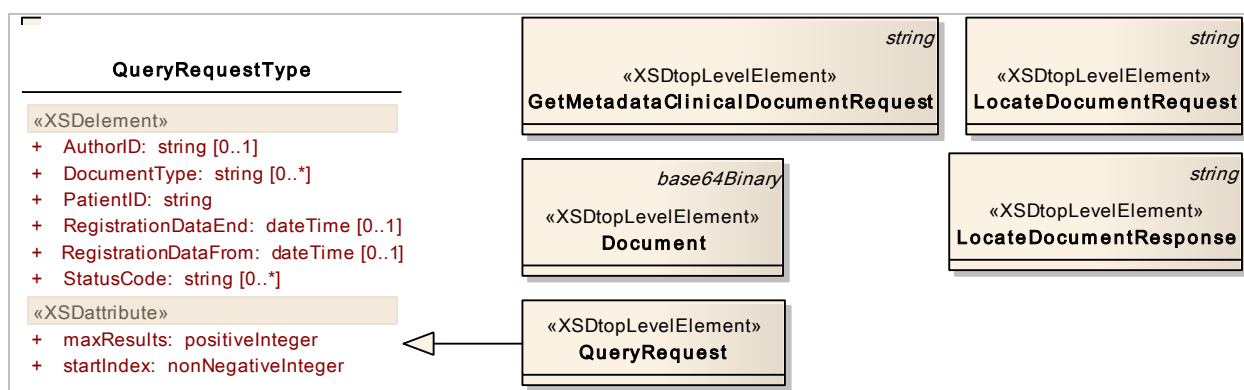 QueryRequestType
«XSDelement»
+ AuthorID: string [0..1]
+ DocumentType: string [0..*]
+ PatientID: string
+ RegistrationDataEnd: dateTime [0..1]
+ RegistrationDataFrom: dateTime [0..1]
+ StatusCode: string [0..*]
«XSDattribute»
+ maxResults: positiveInteger
+ startIndex: nonNegativeInteger
string
«XSDtopLevelElement»
GetMetadataClinicalDocumentRequest
base64Binary
«XSDtopLevelElement»
Document
«XSDtopLevelElement»
QueryRequest
string
«XSDtopLevelElement»
LocateDocumentRequest
string
«XSDtopLevelElement»
LocateDocumentResponse